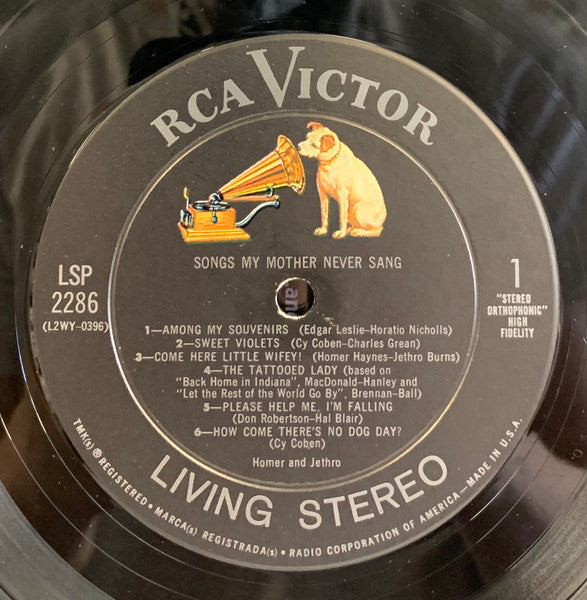 RCA VICTOR
SONGS MY MOTHER NEVER SANG
LSP
2286
(L2WY-0396)
1
"STEREO
ORTHOPHONIC"
HIGH
FIDELITY
1—AMONG MY SOUVENIRS (Edgar Leslie-Horatio Nicholls)
2—SWEET VIOLETS (Cy Coben-Charles Grean)
3—COME HERE LITTLE WIFEY! (Homer Haynes-Jethro Burns)
4—THE TATTOOED LADY (based on
"Back Home in Indiana", MacDonald-Hanley and
"Let the Rest of the World Go By", Brennan-Ball)
5—PLEASE HELP ME, I'M FALLING
(Don Robertson-Hal Blair)
6—HOW COME THERE'S NO DOG DAY?
(Cy Coben)
Homer and Jethro
LIVING STEREO
TMK(s) ® REGISTERED • MARCA(s) REGISTRADA(s) • RADIO CORPORATION OF AMERICA—MADE IN U.S.A.